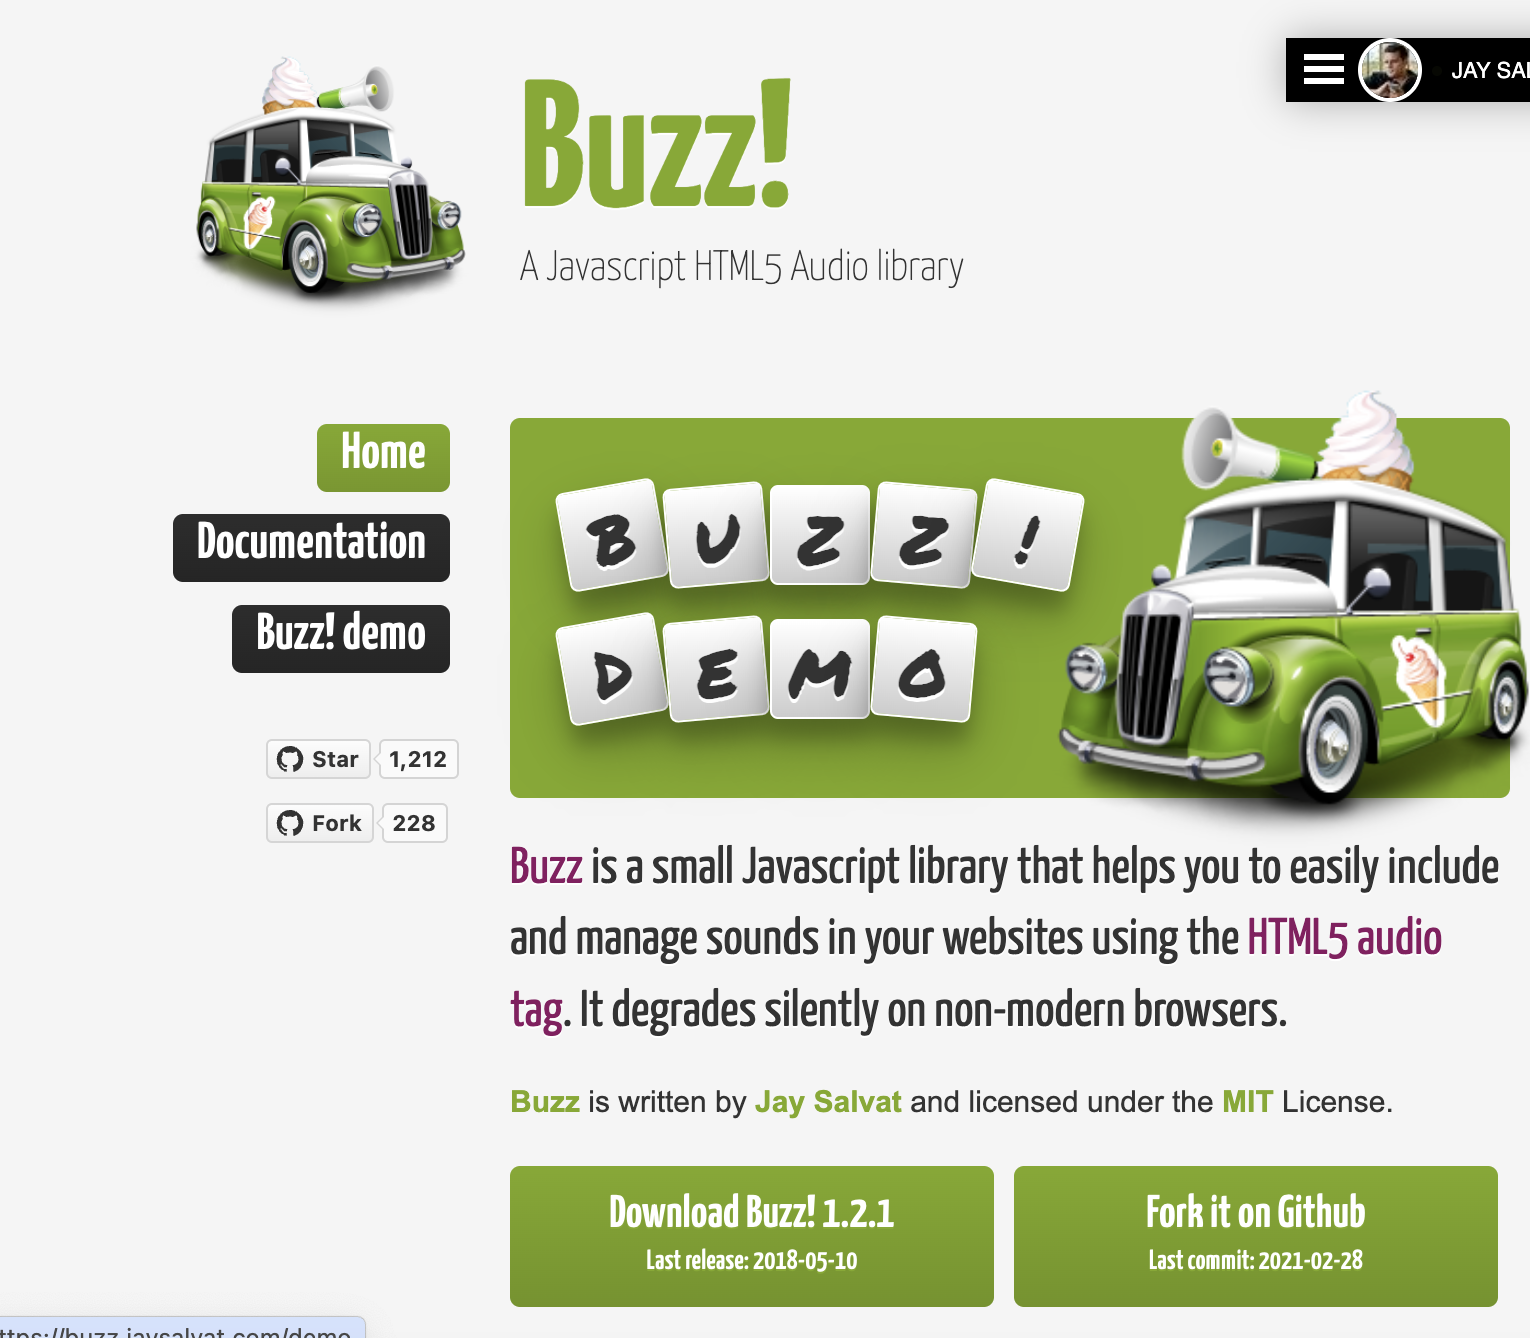 JAY SAL
Buzz!
A Javascript HTML5 Audio library
Home
Documentation
Buzz! demo
Star 1,212
Fork 228
BUZZ!
DEMO
Buzz is a small Javascript library that helps you to easily include
and manage sounds in your websites using the HTML5 audio
tag. It degrades silently on non-modern browsers.
Buzz is written by Jay Salvat and licensed under the MIT License.
Download Buzz! 1.2.1
Last release: 2018-05-10
Fork it on Github
Last commit: 2021-02-28
ttps://buzz.jaysalvat.com/demo